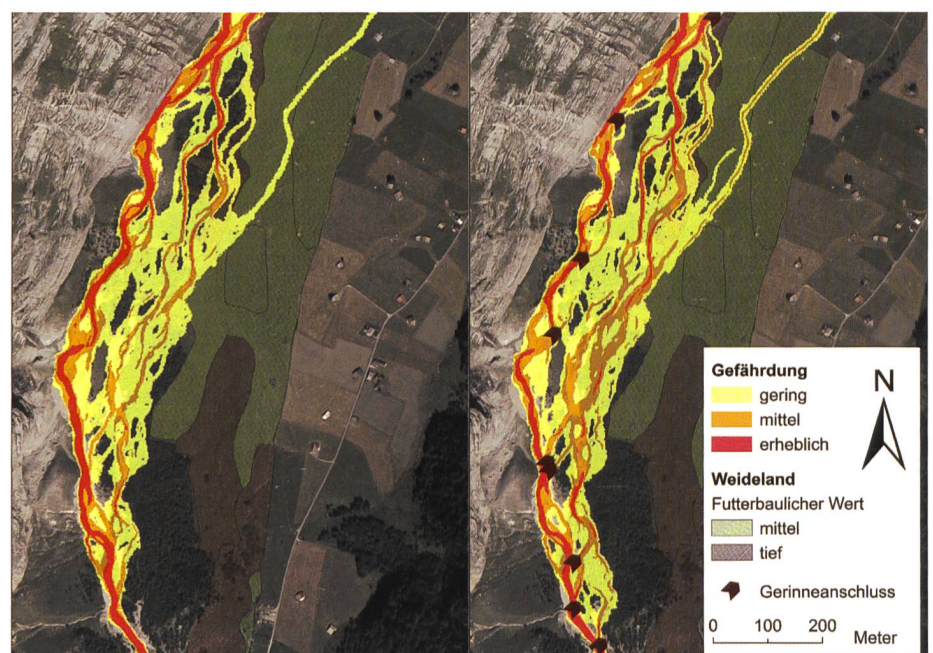 Gefährdung
gering
mittel
erheblich
N
Weideland
Futterbaulicher Wert
mittel
tief
Gerinneanschluss
0 100 200 Meter